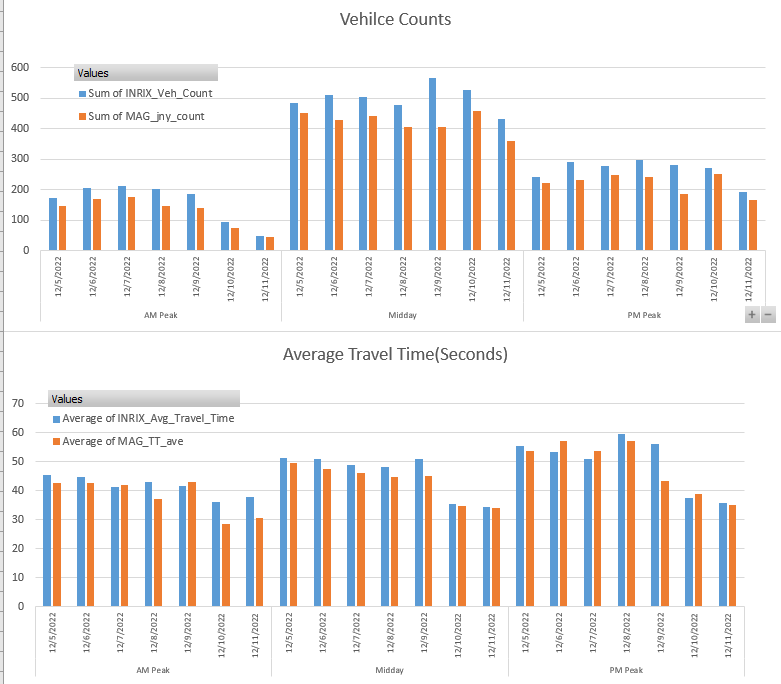 Vehilce Counts
600
Values
500
Sum of INRIX_Veh_Count
400
Sum of MAG_jny_count
300
200
100
0
12/5/2022 12/6/2022 12/7/2022 12/8/2022 12/9/2022 12/10/2022 12/11/2022 12/5/2022 12/6/2022 12/7/2022 12/8/2022 12/9/2022 12/10/2022 12/11/2022 12/5/2022 12/6/2022 12/7/2022 12/8/2022 12/9/2022 12/10/2022 12/11/2022
AM Peak Midday PM Peak
+ −
Average Travel Time(Seconds)
Values
70
Average of INRIX_Avg_Travel_Time
60
Average of MAG_TT_ave
50
40
30
20
10
0
12/5/2022 12/6/2022 12/7/2022 12/8/2022 12/9/2022 12/10/2022 12/11/2022 12/5/2022 12/6/2022 12/7/2022 12/8/2022 12/9/2022 12/10/2022 12/11/2022 12/5/2022 12/6/2022 12/7/2022 12/8/2022 12/9/2022 12/10/2022 12/11/2022
AM Peak Midday PM Peak